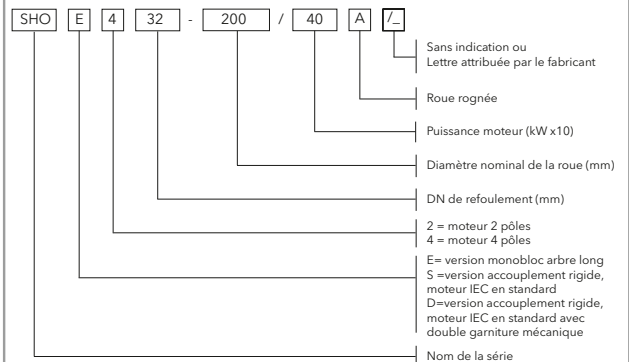 SHO E 4 32 - 200 / 40 A /_
Sans indication ou
Lettre attribuée par le fabricant
Roue rognée
Puissance moteur (kW x10)
Diamètre nominal de la roue (mm)
DN de refoulement (mm)
2 = moteur 2 pôles
4 = moteur 4 pôles
E= version monobloc arbre long
S =version accouplement rigide,
moteur IEC en standard
D=version accouplement rigide,
moteur IEC en standard avec
double garniture mécanique
Nom de la série